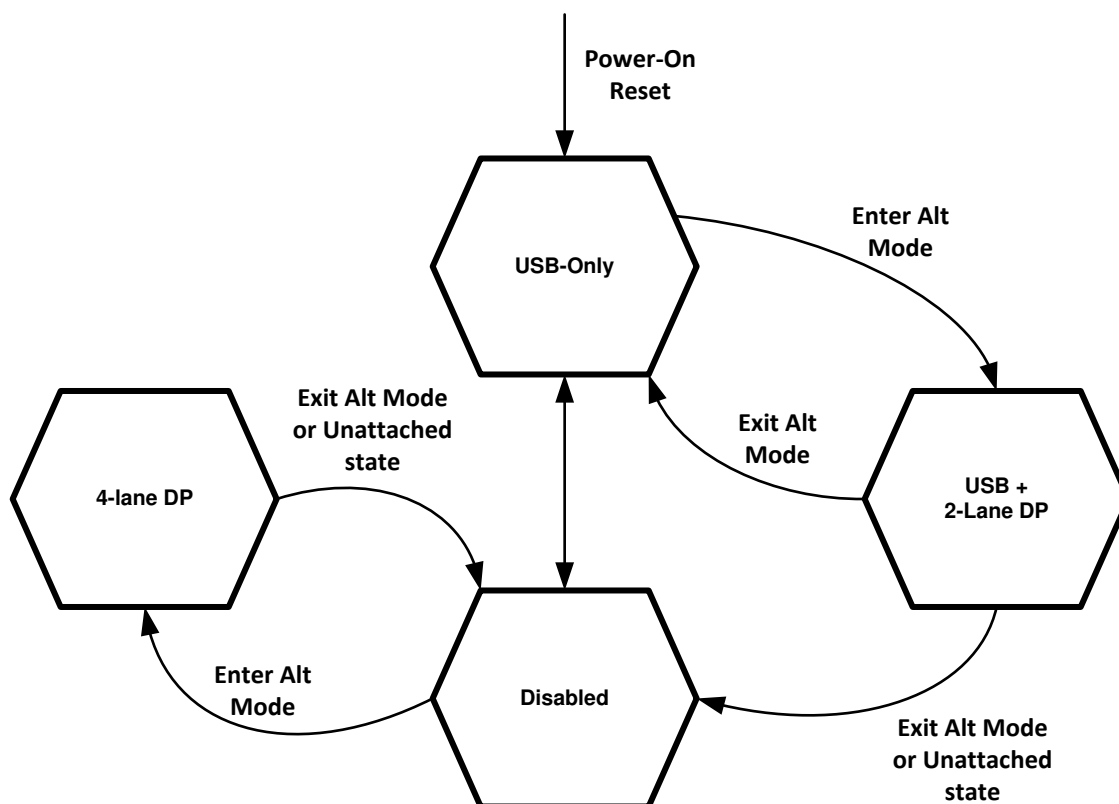 Power-On
Reset
USB-Only
Enter Alt
Mode
Exit Alt Mode
or Unattached
state
Exit Alt
Mode
4-lane DP
USB +
2-Lane DP
Enter Alt
Mode
Disabled
Exit Alt Mode
or Unattached
state